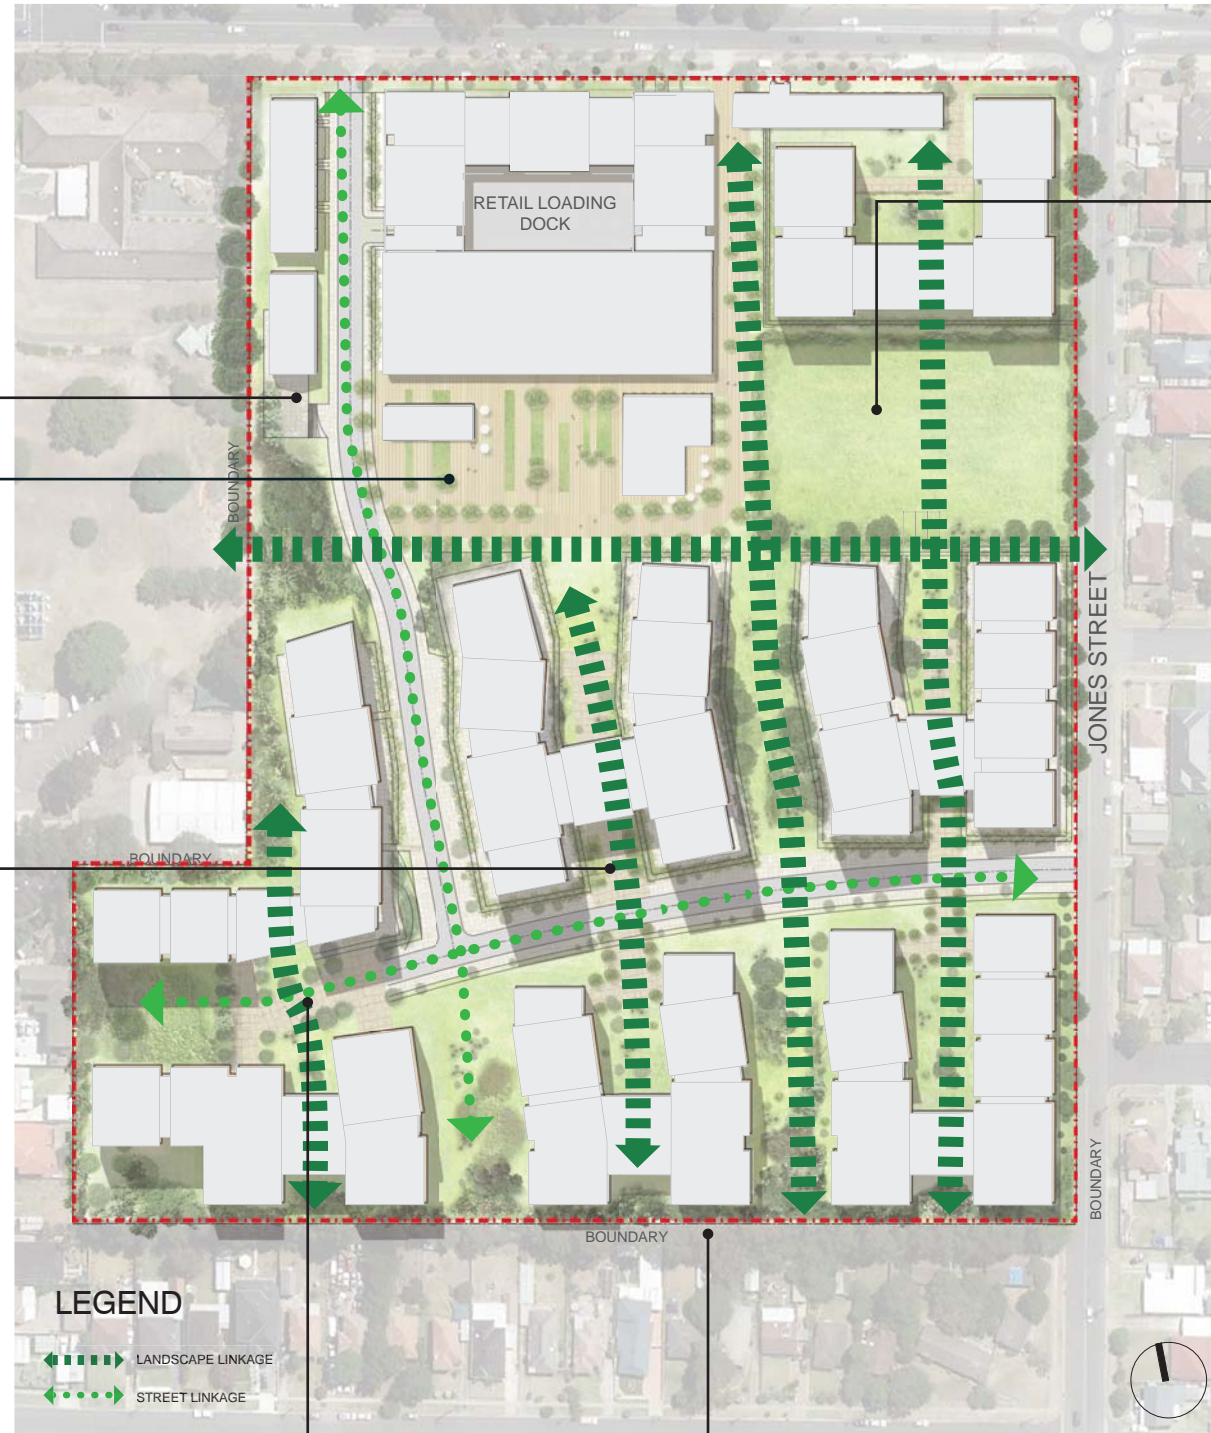 RETAIL LOADING
DOCK
BOUNDARY
JONES STREET
BOUNDARY
BOUNDARY
BOUNDARY
LEGEND
LANDSCAPE LINKAGE
STREET LINKAGE